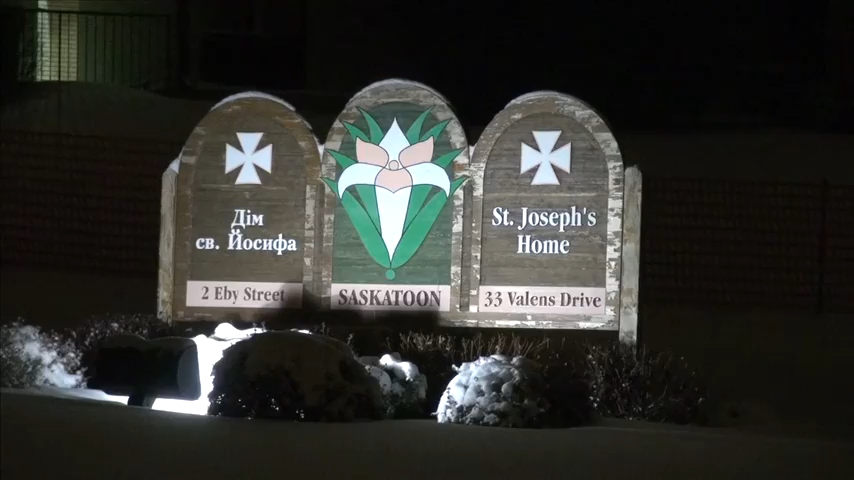 Дім
св. Йосифа
2 Eby Street
SASKATOON
St. Joseph's
Home
33 Valens Drive